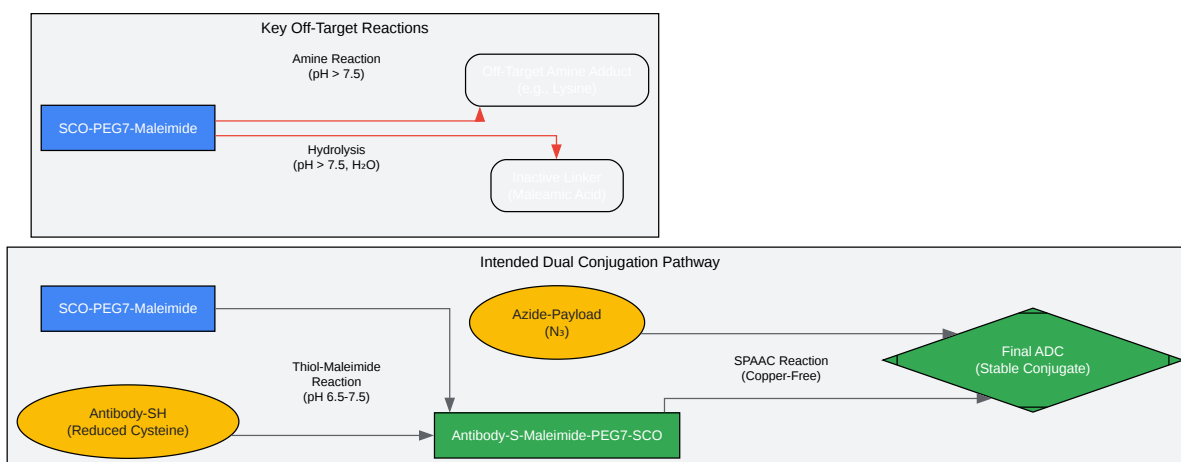 Key Off-Target Reactions
Amine Reaction
(pH > 7.5)
Off-Target Amine Adduct
(e.g., Lysine)
SCO-PEG7-Maleimide
Hydrolysis
(pH > 7.5, H₂O)
Inactive Linker
(Maleamic Acid)
Intended Dual Conjugation Pathway
SCO-PEG7-Maleimide
Azide-Payload
(N₃)
Thiol-Maleimide
Reaction
(pH 6.5-7.5)
SPAAC Reaction
(Copper-Free)
Final ADC
(Stable Conjugate)
Antibody-SH
(Reduced Cysteine)
Antibody-S-Maleimide-PEG7-SCO